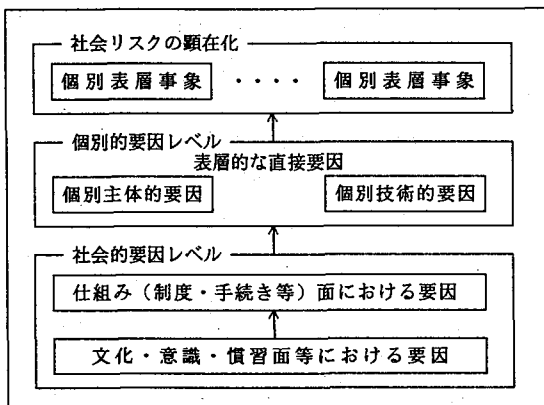 社会リスクの顕在化
個別表層事象 ・・・・ 個別表層事象
個別的要因レベル
表層的な直接要因
個別主体的要因 個別技術的要因
社会的要因レベル
仕組み（制度・手続き等）面における要因
文化・意識・慣習面等における要因